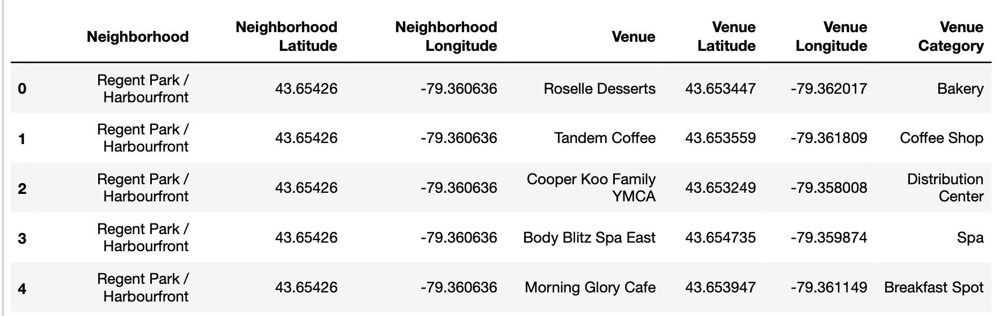 Neighborhood Neighborhood Latitude Neighborhood Longitude Venue Venue Latitude Venue Longitude Venue Category
0 Regent Park / Harbourfront 43.65426 -79.360636 Roselle Desserts 43.653447 -79.362017 Bakery
1 Regent Park / Harbourfront 43.65426 -79.360636 Tandem Coffee 43.653559 -79.361809 Coffee Shop
2 Regent Park / Harbourfront 43.65426 -79.360636 Cooper Koo Family YMCA 43.653249 -79.358008 Distribution Center
3 Regent Park / Harbourfront 43.65426 -79.360636 Body Blitz Spa East 43.654735 -79.359874 Spa
4 Regent Park / Harbourfront 43.65426 -79.360636 Morning Glory Cafe 43.653947 -79.361149 Breakfast Spot